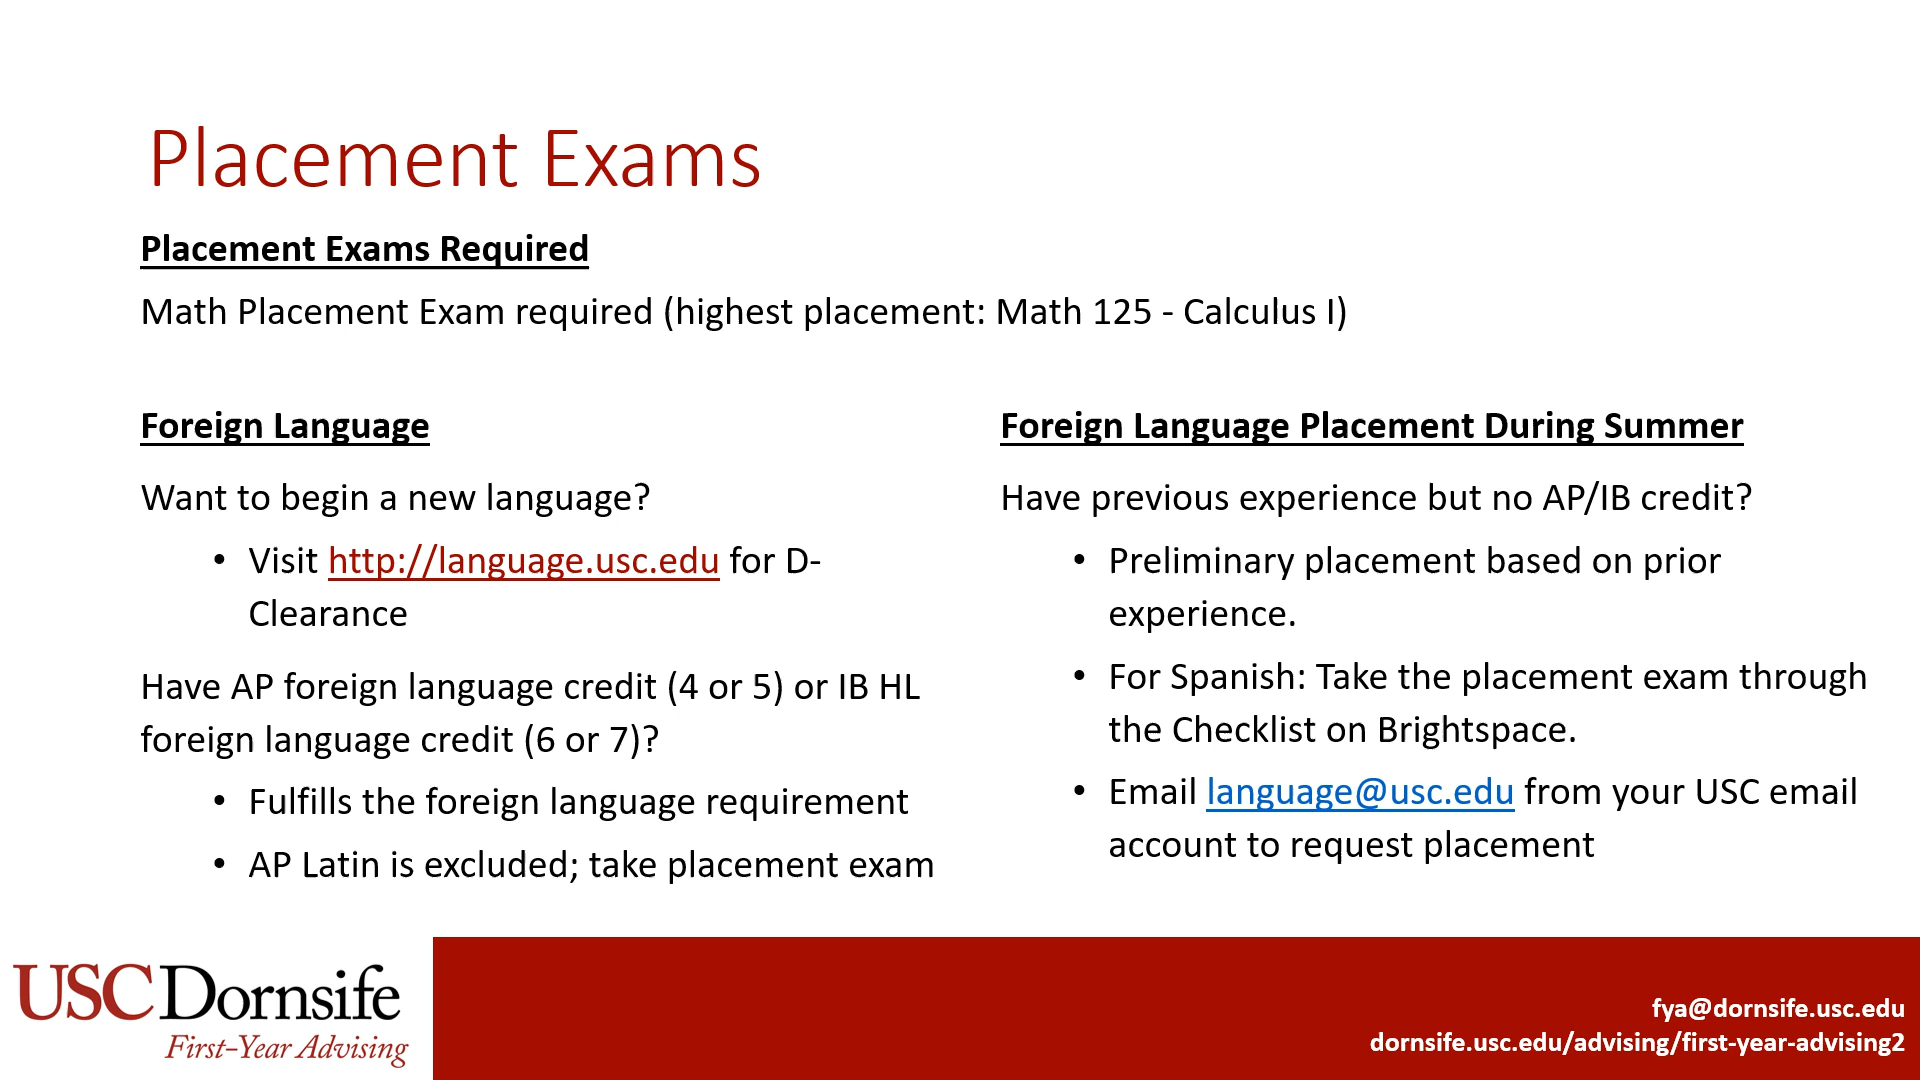 Placement Exams
Placement Exams Required
Math Placement Exam required (highest placement: Math 125 - Calculus I)
Foreign Language
Want to begin a new language?
• Visit http://language.usc.edu for D-
Clearance
Have AP foreign language credit (4 or 5) or IB HL
foreign language credit (6 or 7)?
• Fulfills the foreign language requirement
• AP Latin is excluded; take placement exam
Foreign Language Placement During Summer
Have previous experience but no AP/IB credit?
• Preliminary placement based on prior
experience.
• For Spanish: Take the placement exam through
the Checklist on Brightspace.
• Email language@usc.edu from your USC email
account to request placement
USC Dornsife
First-Year Advising
fya@dornsife.usc.edu
dornsife.usc.edu/advising/first-year-advising2